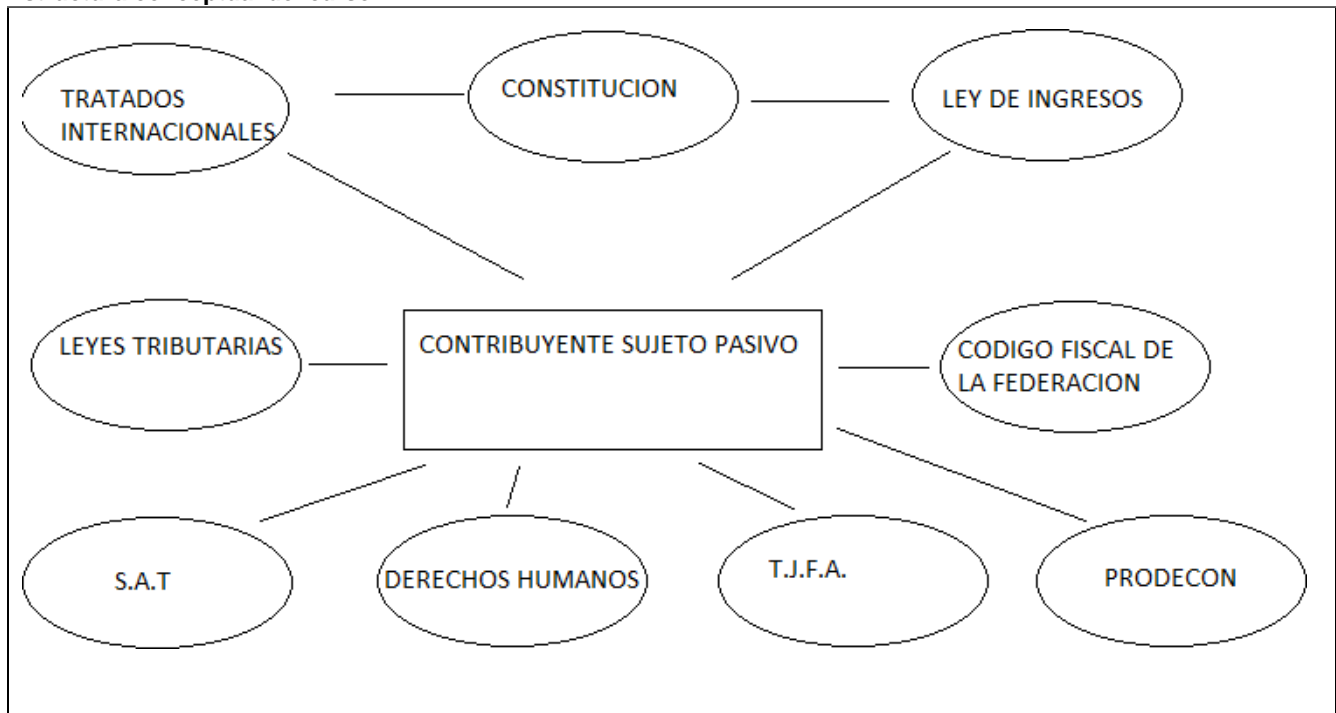 TRATADOS
INTERNACIONALES
CONSTITUCION
LEY DE INGRESOS
LEYES TRIBUTARIAS
CONTRIBUYENTE SUJETO PASIVO
CODIGO FISCAL DE
LA FEDERACION
S.A.T
DERECHOS HUMANOS
T.J.F.A.
PRODECON